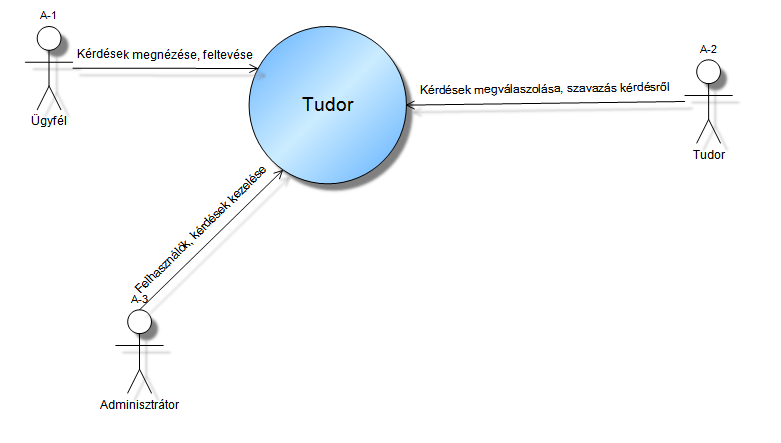 A-1
Kérdések megnézése, feltevése
Ügyfél
Tudor
A-2
Kérdések megválaszolása, szavazás kérdésről
Tudor
Felhasználók, kérdések kezelése
A-3
Adminisztrátor